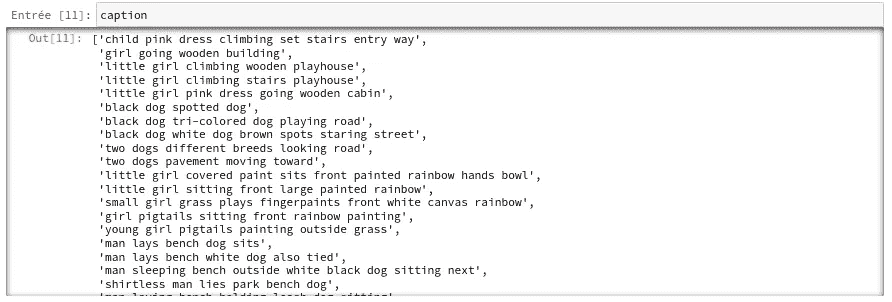 Entrée [11]: caption
Out[11]: ['child pink dress climbing set stairs entry way',
'girl going wooden building',
'little girl climbing wooden playhouse',
'little girl climbing stairs playhouse',
'little girl pink dress going wooden cabin',
'black dog spotted dog',
'black dog tri-colored dog playing road',
'black dog white dog brown spots staring street',
'two dogs different breeds looking road',
'two dogs pavement moving toward',
'little girl covered paint sits front painted rainbow hands bowl',
'little girl sitting front large painted rainbow',
'small girl grass plays fingerpaints front white canvas rainbow',
'girl pigtails sitting front rainbow painting',
'young girl pigtails painting outside grass',
'man lays bench dog sits',
'man lays bench white dog also tied',
'man sleeping bench outside white black dog sitting next',
'shirtless man lies park bench dog',